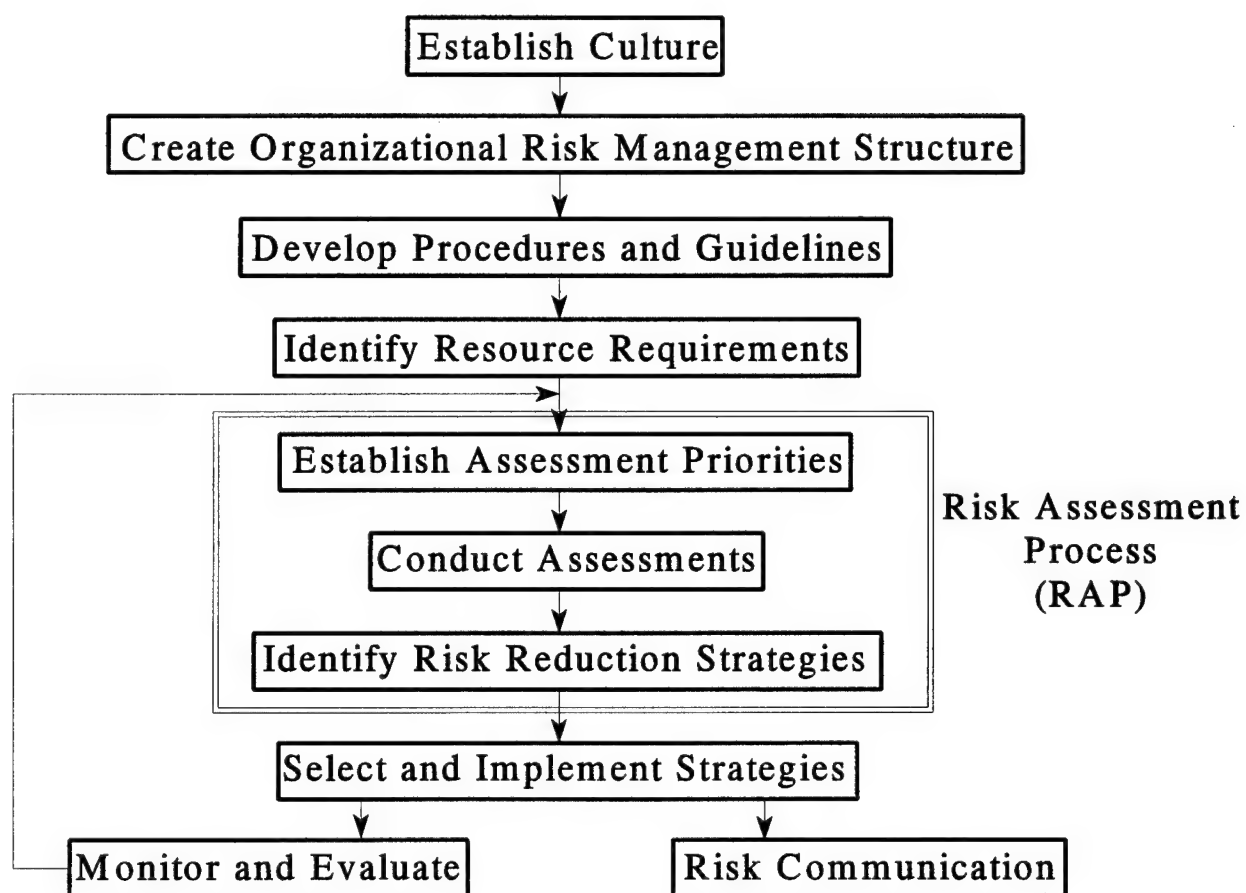 Establish Culture
Create Organizational Risk Management Structure
Develop Procedures and Guidelines
Identify Resource Requirements
Establish Assessment Priorities
Conduct Assessments
Identify Risk Reduction Strategies
Risk Assessment
Process
(RAP)
Select and Implement Strategies
Monitor and Evaluate
Risk Communication